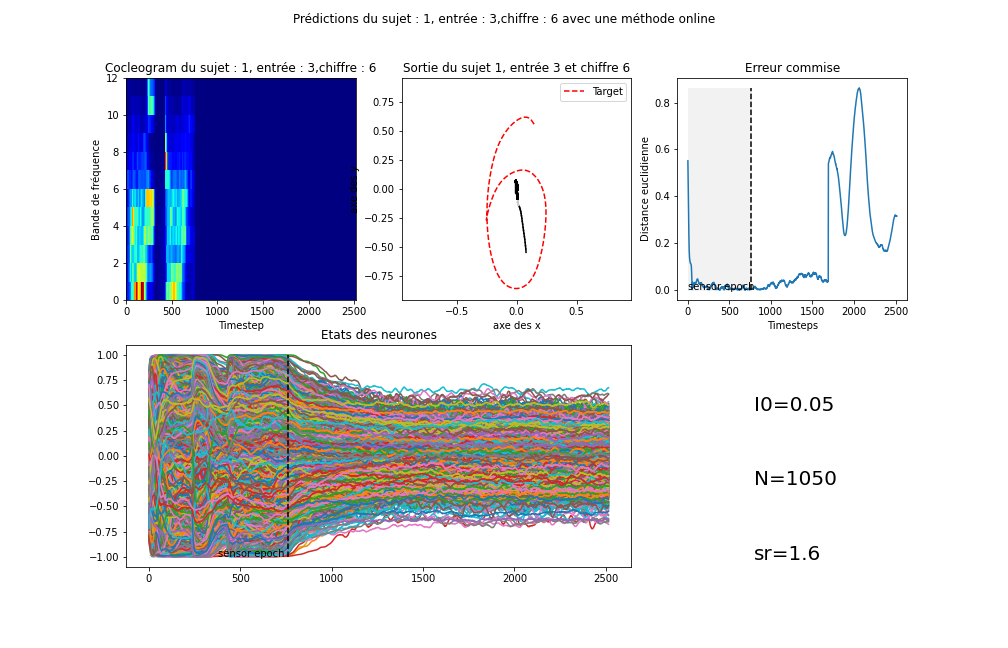 Prédictions du sujet : 1, entrée : 3,chiffre : 6 avec une méthode online
Cocleogram du sujet : 1, entrée : 3,chiffre : 6
Bande de fréquence
12
10
8
6
4
2
0
0 500 1000 1500 2000 2500
Timestep
Sortie du sujet 1, entrée 3 et chiffre 6
Target
0.75
0.50
0.25
0.00
−0.25
−0.50
−0.75
−0.5 0.0 0.5
axe des x
Erreur commise
Distance euclidienne
0.8
0.6
0.4
0.2
0.0
sensor epoch
0 500 1000 1500 2000 2500
Timesteps
Etats des neurones
1.00
0.75
0.50
0.25
0.00
−0.25
−0.50
−0.75
−1.00
sensor epoch
0 500 1000 1500 2000 2500
I0=0.05
N=1050
sr=1.6